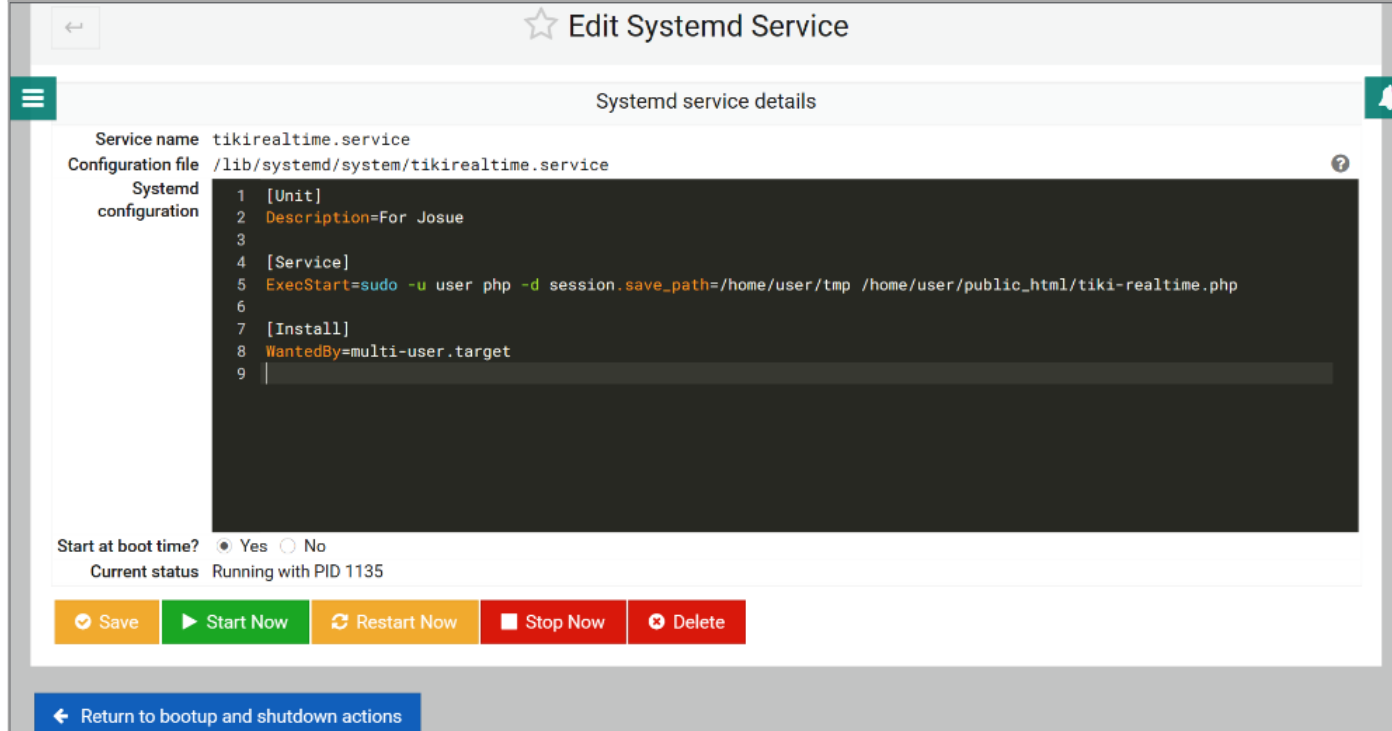 Edit Systemd Service
Systemd service details
Service name tikirealtime.service
Configuration file /lib/systemd/system/tikirealtime.service
Systemd configuration
1 [Unit]
2 Description=For Josue
3
4 [Service]
5 ExecStart=sudo -u user php -d session.save_path=/home/user/tmp /home/user/public_html/tiki-realtime.php
6
7 [Install]
8 WantedBy=multi-user.target
9
Start at boot time? Yes No
Current status Running with PID 1135
Save Start Now Restart Now Stop Now Delete
Return to bootup and shutdown actions